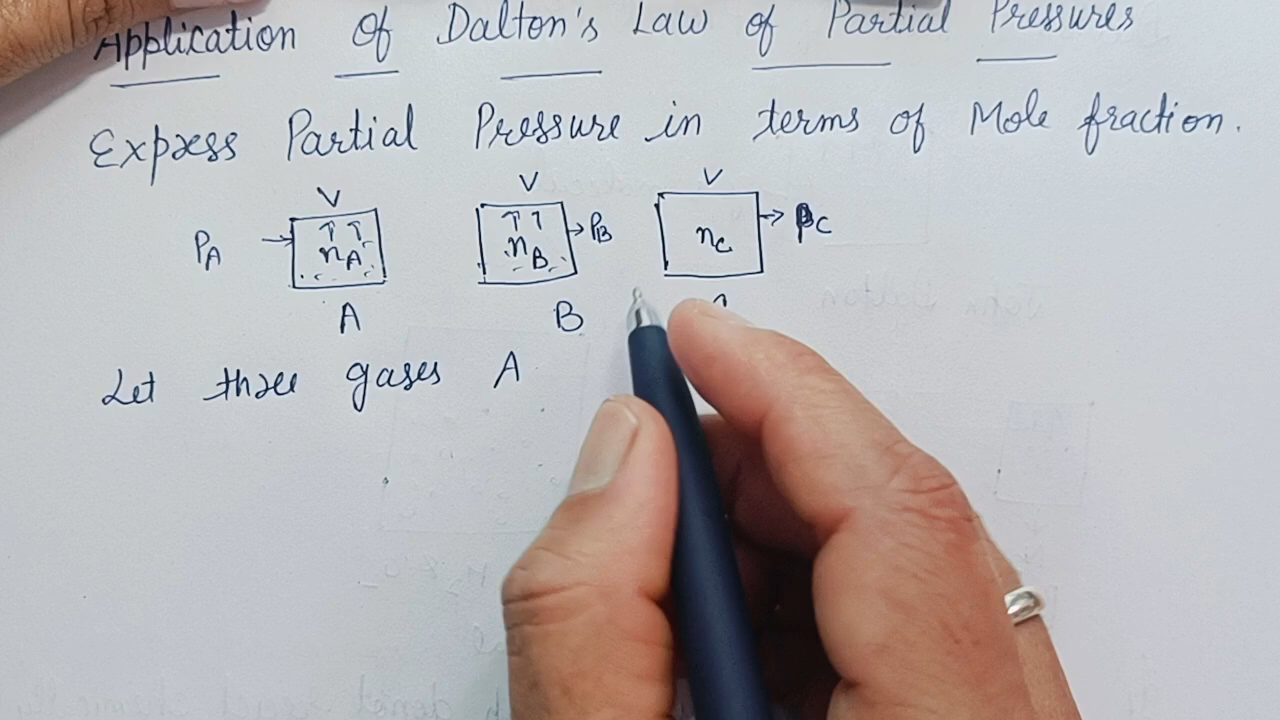 Application Of Dalton's Law of Partial Pressures
Express Partial Pressure in terms of Mole fraction.
V V V
PA nA nB PB nC PC
A B
Let three gases A